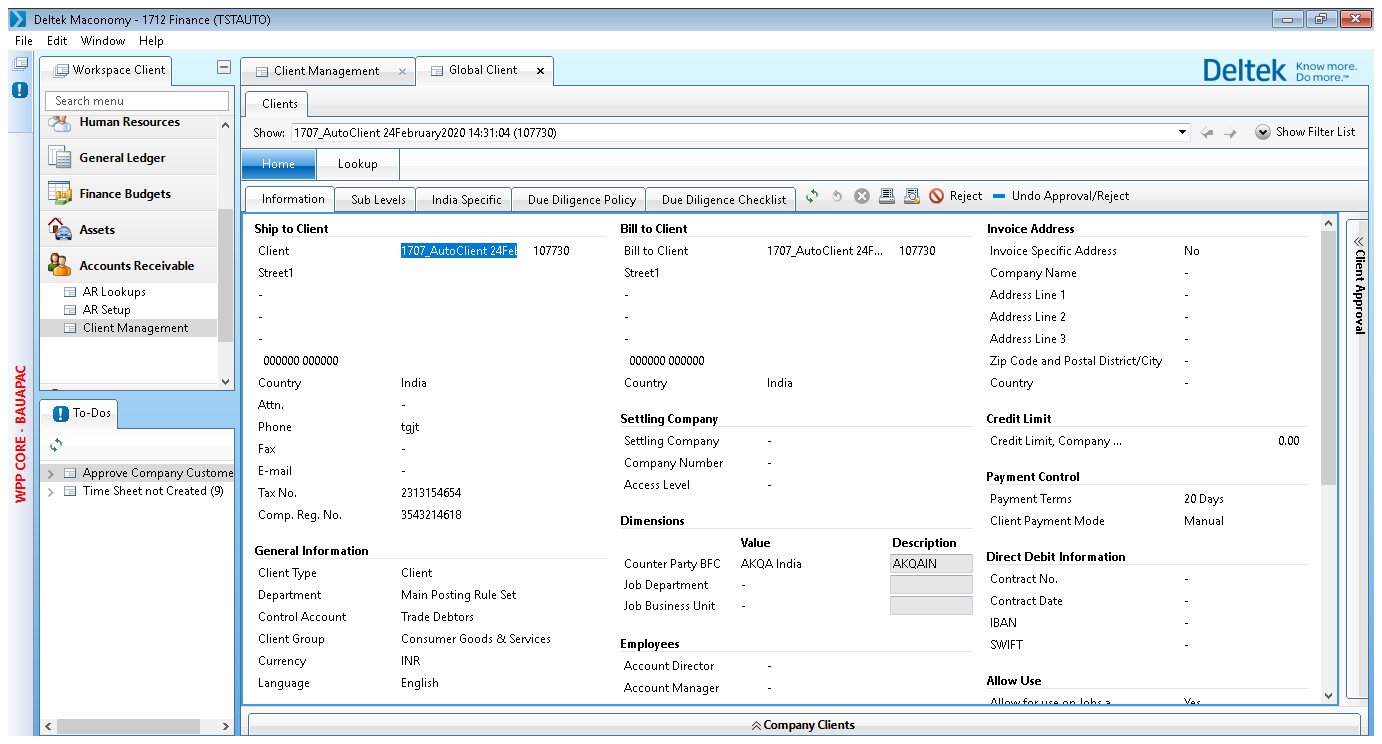 Deltek Maconomy - 1712 Finance (TSTAUTO)
File Edit Window Help
WPP CORE - BAUAPAC
Workspace Client
Search menu
Human Resources
General Ledger
Finance Budgets
Assets
Accounts Receivable
AR Lookups
AR Setup
Client Management
To-Dos
Approve Company Custome
Time Sheet not Created (9)
Client Management
Global Client
Deltek Know more.
Do more.™
Clients
Show: 1707_AutoClient 24February2020 14:31:04 (107730)
Show Filter List
Home Lookup
Information Sub Levels India Specific Due Diligence Policy Due Diligence Checklist Reject Undo Approval/Reject
Ship to Client
Client 1707_AutoClient 24Feb 107730
Street1
-
-
-
000000 000000
Country India
Attn. -
Phone tgjt
Fax -
E-mail -
Tax No. 2313154654
Comp. Reg. No. 3543214618
General Information
Client Type Client
Department Main Posting Rule Set
Control Account Trade Debtors
Client Group Consumer Goods & Services
Currency INR
Language English
Bill to Client
Bill to Client 1707_AutoClient 24F... 107730
Street1
-
-
-
000000 000000
Country India
Settling Company
Settling Company -
Company Number -
Access Level -
Dimensions
Value Description
Counter Party BFC AKQA India AKQAIN
Job Department -
Job Business Unit -
Employees
Account Director -
Account Manager -
Invoice Address
Invoice Specific Address No
Company Name -
Address Line 1 -
Address Line 2 -
Address Line 3 -
Zip Code and Postal District/City -
Country -
Credit Limit
Credit Limit, Company ... 0.00
Payment Control
Payment Terms 20 Days
Client Payment Mode Manual
Direct Debit Information
Contract No. -
Contract Date -
IBAN -
SWIFT -
Allow Use
Allow for use on Jobs a Yes
Client Approval
Company Clients